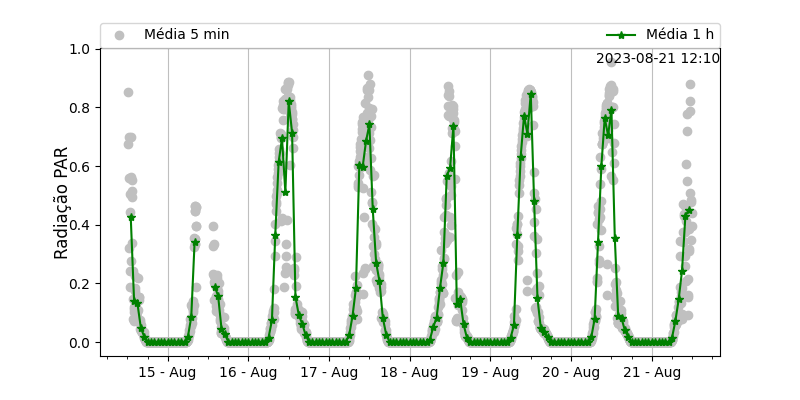 Média 5 min
Média 1 h
2023-08-21 12:10
Radiação PAR
1.0
0.8
0.6
0.4
0.2
0.0
15 - Aug
16 - Aug
17 - Aug
18 - Aug
19 - Aug
20 - Aug
21 - Aug